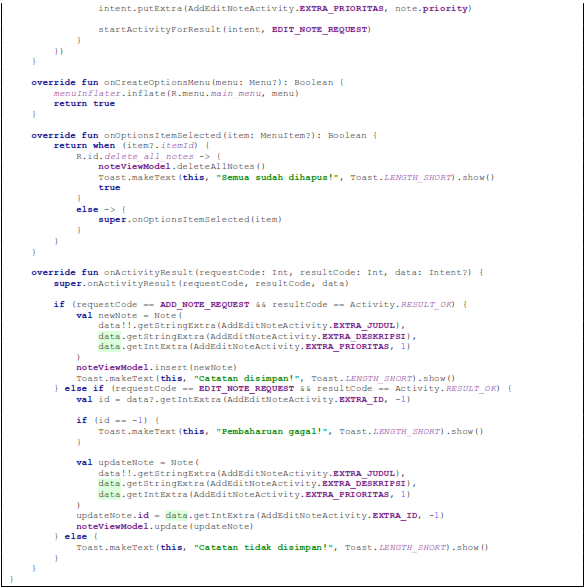 intent.putExtra(AddEditNoteActivity.EXTRA_PRIORITAS, note.priority)
startActivityForResult(intent, EDIT_NOTE_REQUEST)
}
})
}
override fun onCreateOptionsMenu(menu: Menu?): Boolean {
menuInflater.inflate(R.menu.main_menu, menu)
return true
}
override fun onOptionsItemSelected(item: MenuItem?): Boolean {
return when (item?.itemId) {
R.id.delete_all_notes -> {
noteViewModel.deleteAllNotes()
Toast.makeText(this, "Semua sudah dihapus!", Toast.LENGTH_SHORT).show()
true
}
else -> {
super.onOptionsItemSelected(item)
}
}
}
override fun onActivityResult(requestCode: Int, resultCode: Int, data: Intent?) {
super.onActivityResult(requestCode, resultCode, data)
if (requestCode == ADD_NOTE_REQUEST && resultCode == Activity.RESULT_OK) {
val newNote = Note(
data!!.getStringExtra(AddEditNoteActivity.EXTRA_JUDUL),
data.getStringExtra(AddEditNoteActivity.EXTRA_DESKRIPSI),
data.getIntExtra(AddEditNoteActivity.EXTRA_PRIORITAS, 1)
)
noteViewModel.insert(newNote)
Toast.makeText(this, "Catatan disimpan!", Toast.LENGTH_SHORT).show()
} else if (requestCode == EDIT_NOTE_REQUEST && resultCode == Activity.RESULT_OK) {
val id = data?.getIntExtra(AddEditNoteActivity.EXTRA_ID, -1)
if (id == -1) {
Toast.makeText(this, "Pembaharuan gagal!", Toast.LENGTH_SHORT).show()
}
val updateNote = Note(
data!!.getStringExtra(AddEditNoteActivity.EXTRA_JUDUL),
data.getStringExtra(AddEditNoteActivity.EXTRA_DESKRIPSI),
data.getIntExtra(AddEditNoteActivity.EXTRA_PRIORITAS, 1)
)
updateNote.id = data.getIntExtra(AddEditNoteActivity.EXTRA_ID, -1)
noteViewModel.update(updateNote)
} else {
Toast.makeText(this, "Catatan tidak disimpan!", Toast.LENGTH_SHORT).show()
}
}
}